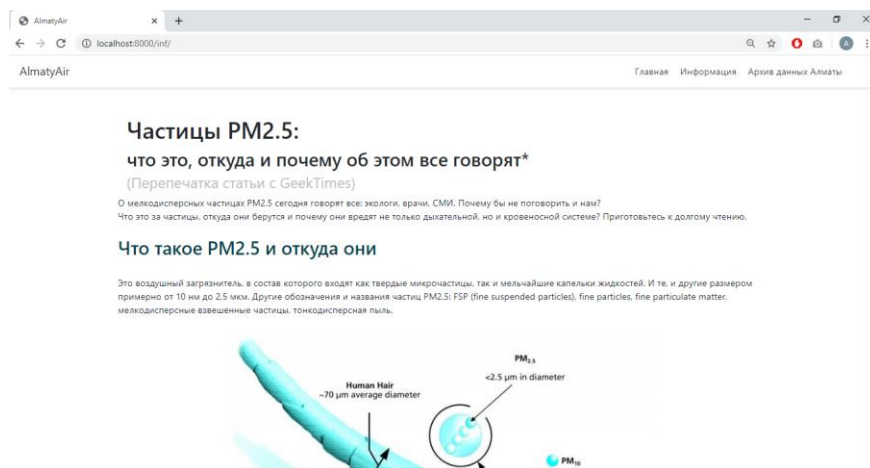 AlmatyAir
localhost:8000/inf/
AlmatyAir
Главная Информация Архив данных Алматы
Частицы PM2.5:
что это, откуда и почему об этом все говорят*
(Перепечатка статьи с GeekTimes)
О мелкодисперсных частицах PM2.5 сегодня говорят все: экологи, врачи, СМИ. Почему бы не поговорить и нам?
Что это за частицы, откуда они берутся и почему они вредят не только дыхательной, но и кровеносной системе? Приготовьтесь к долгому чтению.
Что такое PM2.5 и откуда они
Это воздушный загрязнитель, в состав которого входят как твердые микрочастицы, так и мельчайшие капельки жидкостей. И те, и другие размером
примерно от 10 нм до 2.5 мкм. Другие обозначения и названия частиц PM2.5: FSP (fine suspended particles), fine particles, fine particulate matter,
мелкодисперсные взвешенные частицы, тонкодисперсная пыль.
PM2.5
<2.5 µm in diameter
Human Hair
~70 µm average diameter
PM10